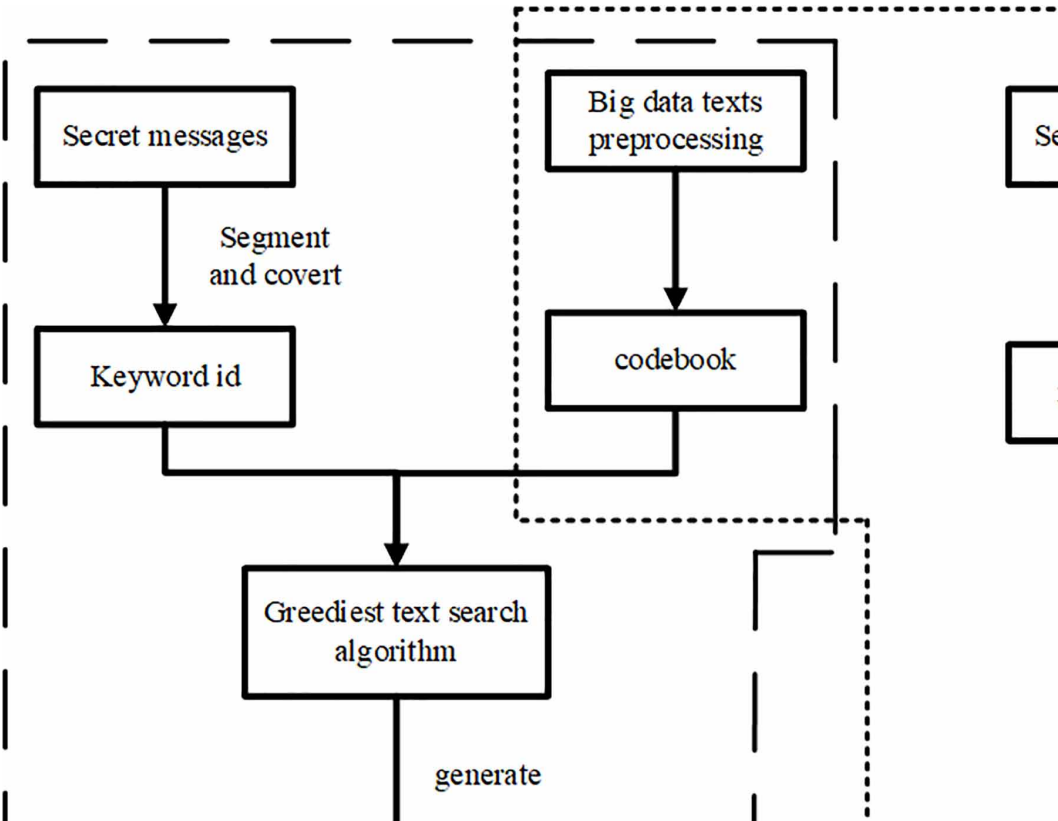 Secret messages
Big data texts
preprocessing
Segment
and covert
Keyword id
codebook
Greediest text search
algorithm
generate